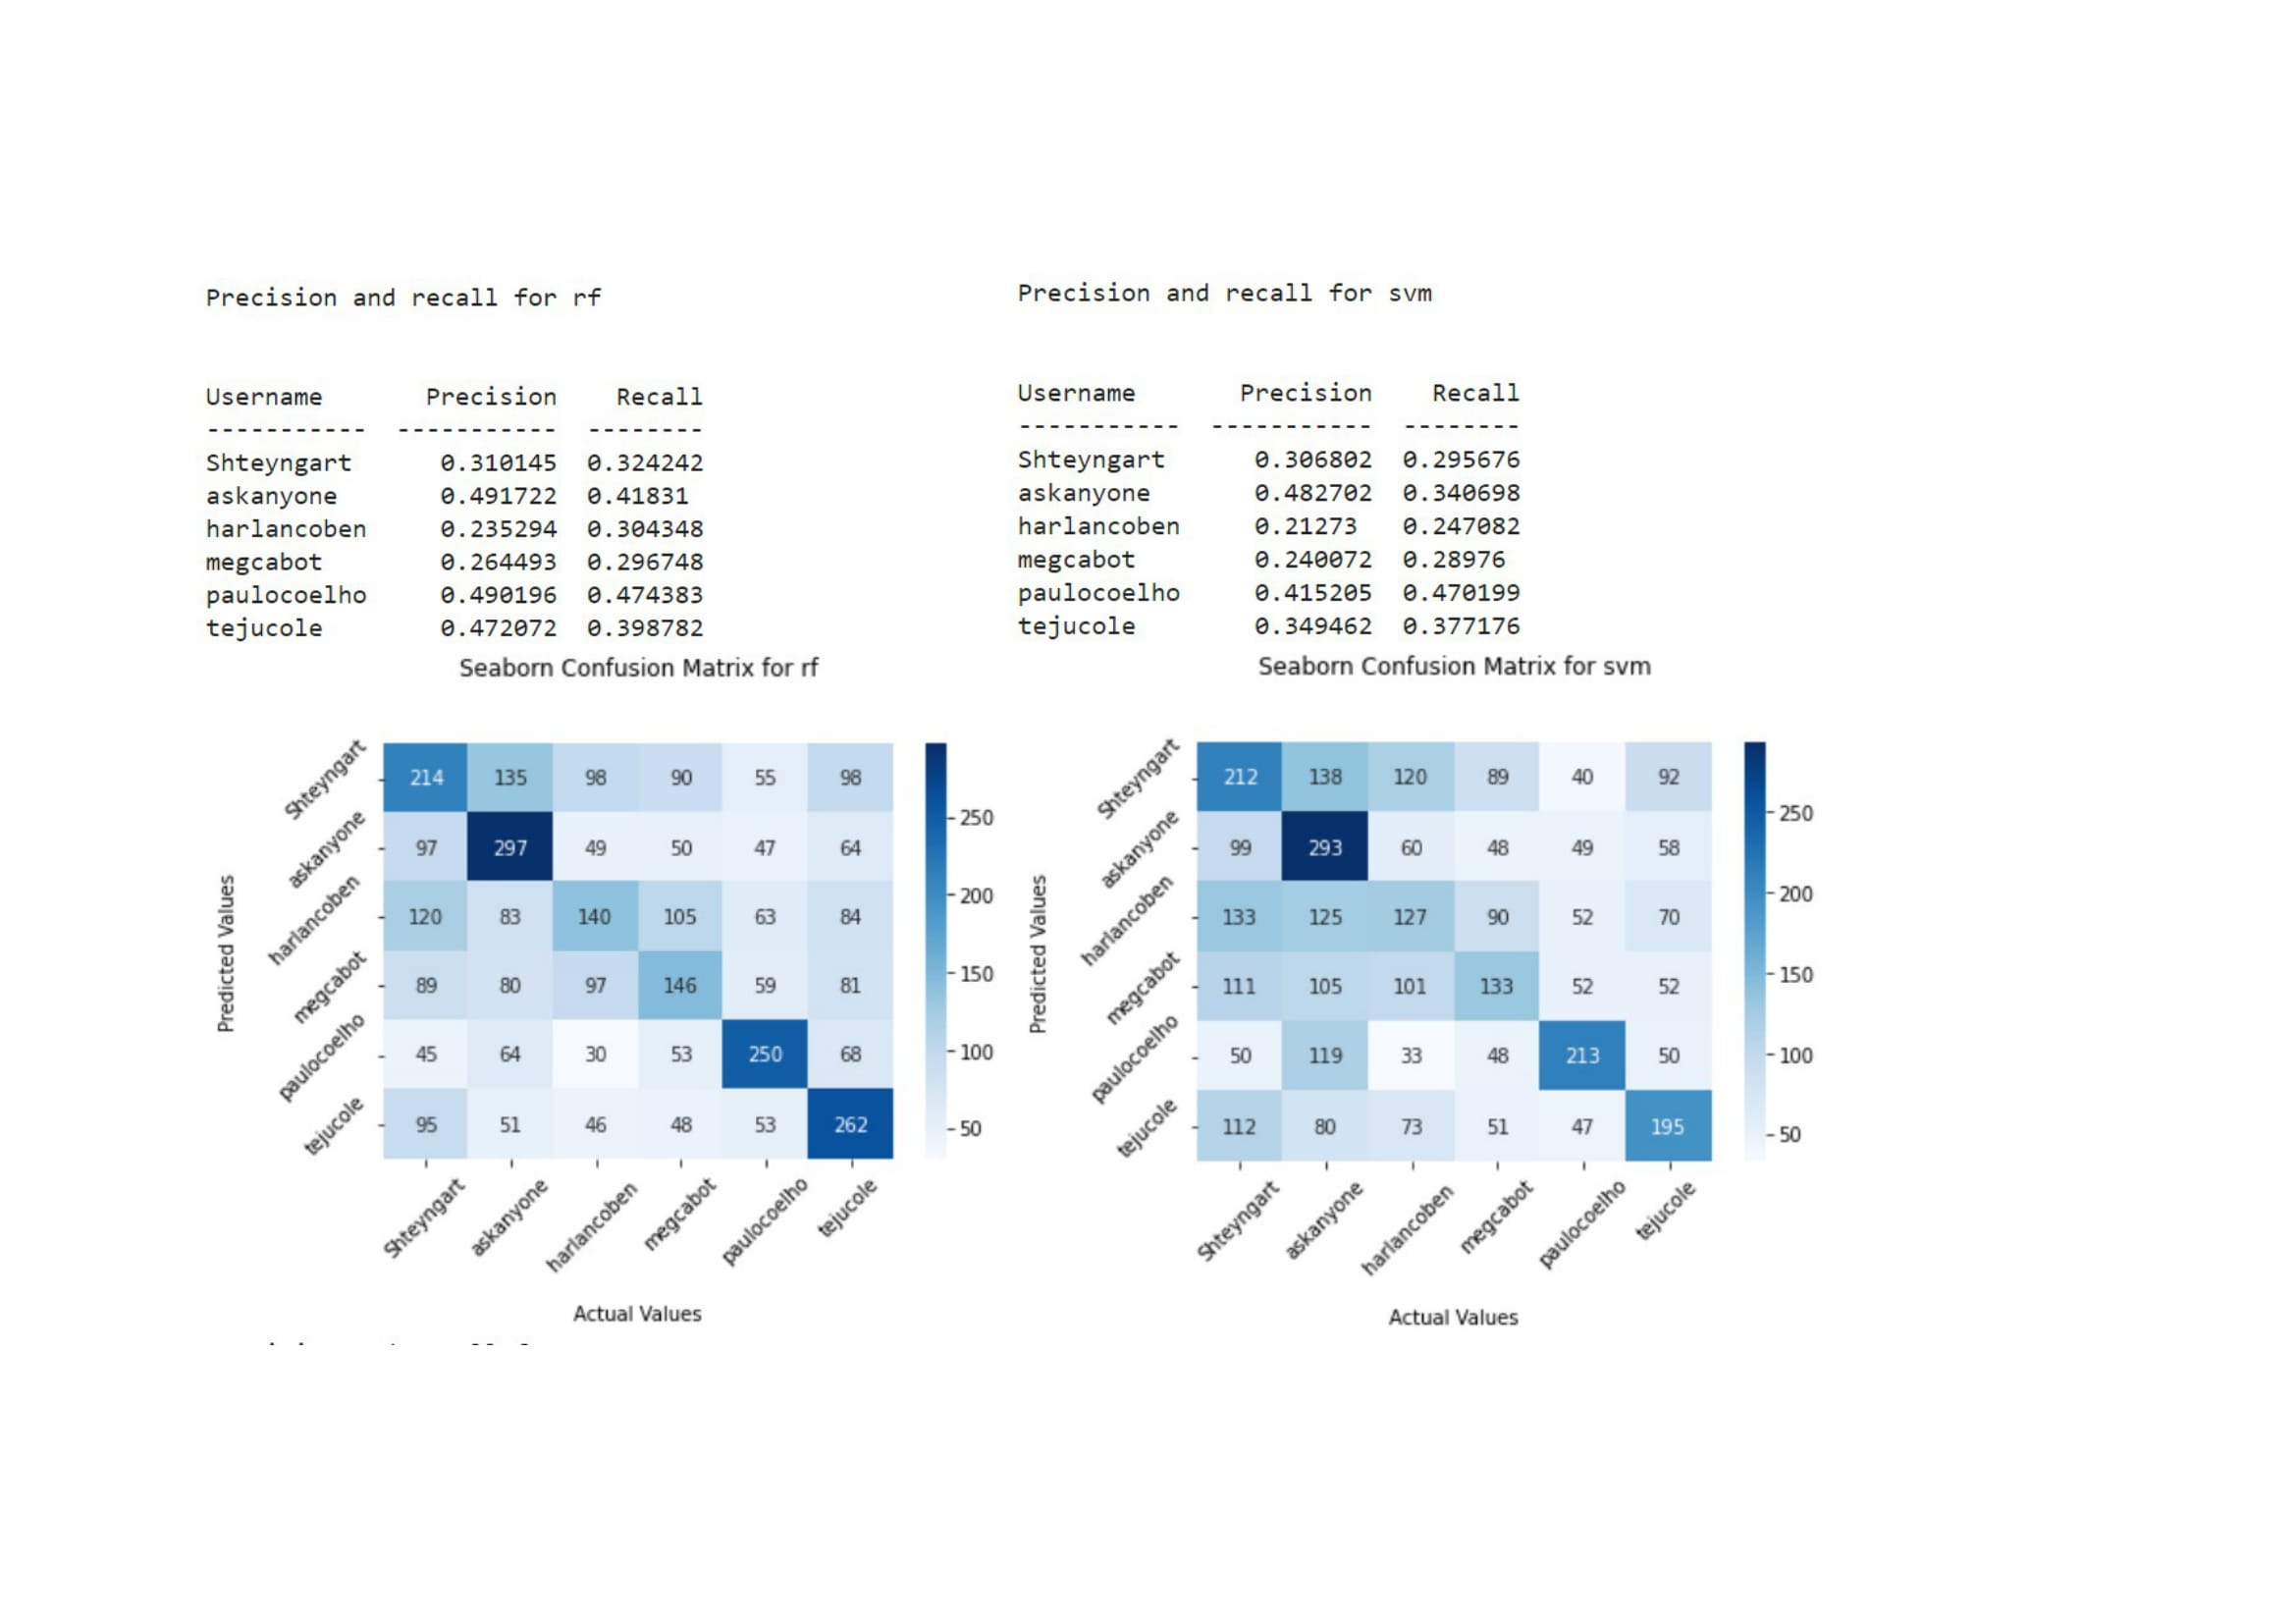 Precision and recall for rf
Username Precision Recall
----------- ----------- --------
Shteyngart 0.310145 0.324242
askanyone 0.491722 0.41831
harlancoben 0.235294 0.304348
megcabot 0.264493 0.296748
paulocoelho 0.490196 0.474383
tejucole 0.472072 0.398782
Seaborn Confusion Matrix for rf
Predicted Values
Shteyngart 214 135 98 90 55 98
askanyone 97 297 49 50 47 64
harlancoben 120 83 140 105 63 84
megcabot 89 80 97 146 59 81
paulocoelho 45 64 30 53 250 68
tejucole 95 51 46 48 53 262
Shteyngart askanyone harlancoben megcabot paulocoelho tejucole
Actual Values
250
200
150
100
50
Precision and recall for svm
Username Precision Recall
----------- ----------- --------
Shteyngart 0.306802 0.295676
askanyone 0.482702 0.340698
harlancoben 0.21273 0.247082
megcabot 0.240072 0.28976
paulocoelho 0.415205 0.470199
tejucole 0.349462 0.377176
Seaborn Confusion Matrix for svm
Predicted Values
Shteyngart 212 138 120 89 40 92
askanyone 99 293 60 48 49 58
harlancoben 133 125 127 90 52 70
megcabot 111 105 101 133 52 52
paulocoelho 50 119 33 48 213 50
tejucole 112 80 73 51 47 195
Shteyngart askanyone harlancoben megcabot paulocoelho tejucole
Actual Values
250
200
150
100
50